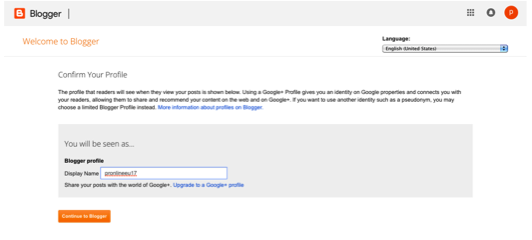 Blogger
P
Welcome to Blogger
Language:
English (United States)
Confirm Your Profile
The profile that readers will see when they view your posts is shown below. Using a Google+ Profile gives you an identity on Google properties and connects you with
your readers, allowing them to share and recommend your content on the web and on Google+. If you want to use another identity such as a pseudonym, you may
choose a limited Blogger Profile instead. More information about profiles on Blogger.
You will be seen as...
Blogger profile
Display Name pronlineeu17
Share your posts with the world of Google+. Upgrade to a Google+ profile
Continue to Blogger